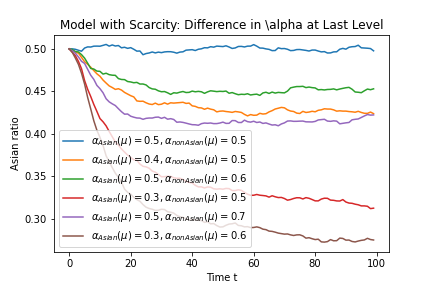 Model with Scarcity: Difference in \alpha at Last Level
Asian ratio
0.50
0.45
0.40
0.35
0.30
α_Asian(μ) = 0.5, α_nonAsian(μ) = 0.5
α_Asian(μ) = 0.4, α_nonAsian(μ) = 0.5
α_Asian(μ) = 0.5, α_nonAsian(μ) = 0.6
α_Asian(μ) = 0.3, α_nonAsian(μ) = 0.5
α_Asian(μ) = 0.5, α_nonAsian(μ) = 0.7
α_Asian(μ) = 0.3, α_nonAsian(μ) = 0.6
0 20 40 60 80 100
Time t